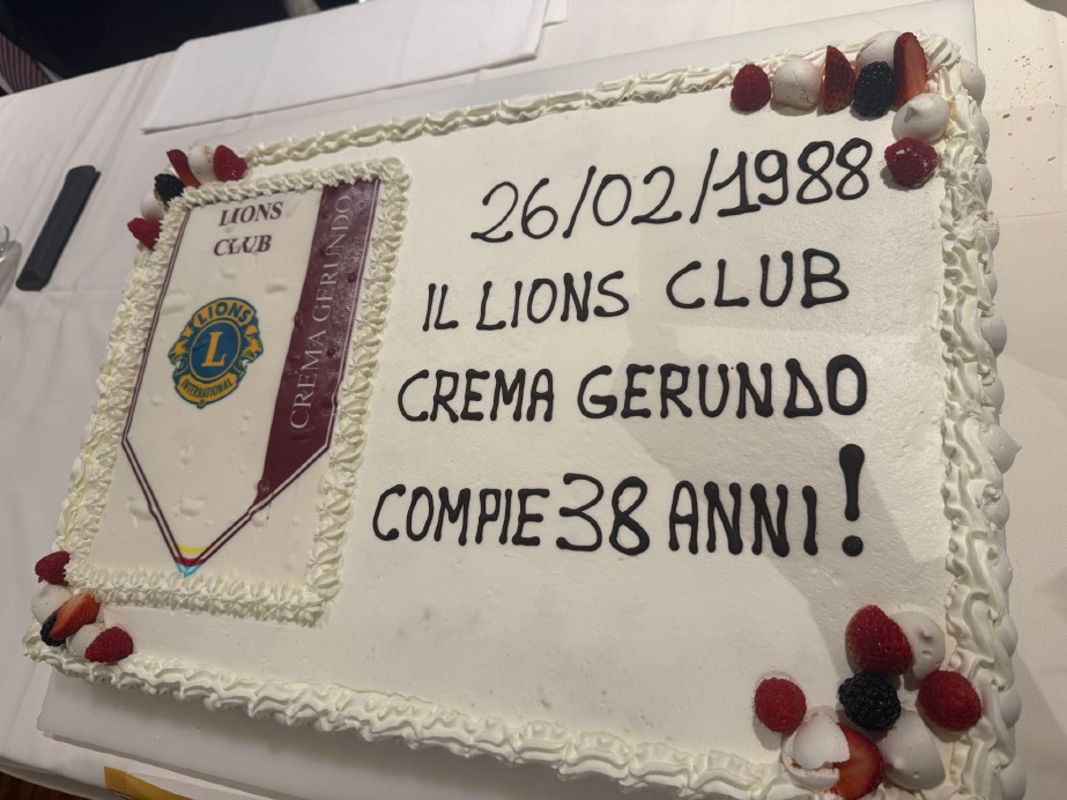 LIONS
CLUB
LIONS
L
INTERNATIONAL
CREMA GERUNDO
26/02/1988
IL LIONS CLUB
CREMA GERUNDO
COMPIE 38 ANNI!